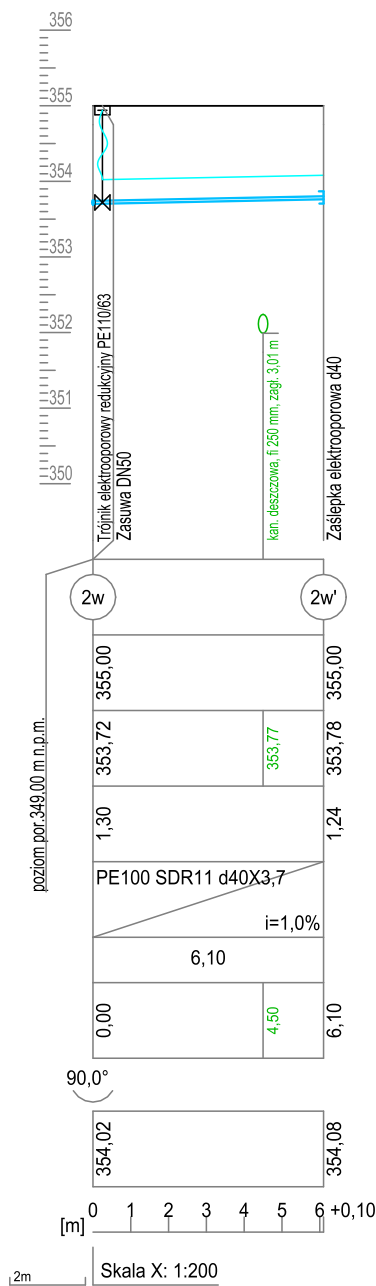 356
355
354
353
352
351
350
Trójnik elektrooporowy redukcyjny PE110/63
Zasuwa DN50
kan. deszczowa, fi 250 mm, zagł. 3,01 m
Zaślepka elektrooporowa d40
poziom por.349.00 m n.p.m.
2w
2w'
355,00
355,00
353,72
353,77
353,78
1,30
1,24
PE100 SDR11 d40X3,7
i=1,0%
6,10
0,00
4,50
6,10
90,0°
354,02
354,08
0 1 2 3 4 5 6 +0,10
[m]
2m
Skala X: 1:200